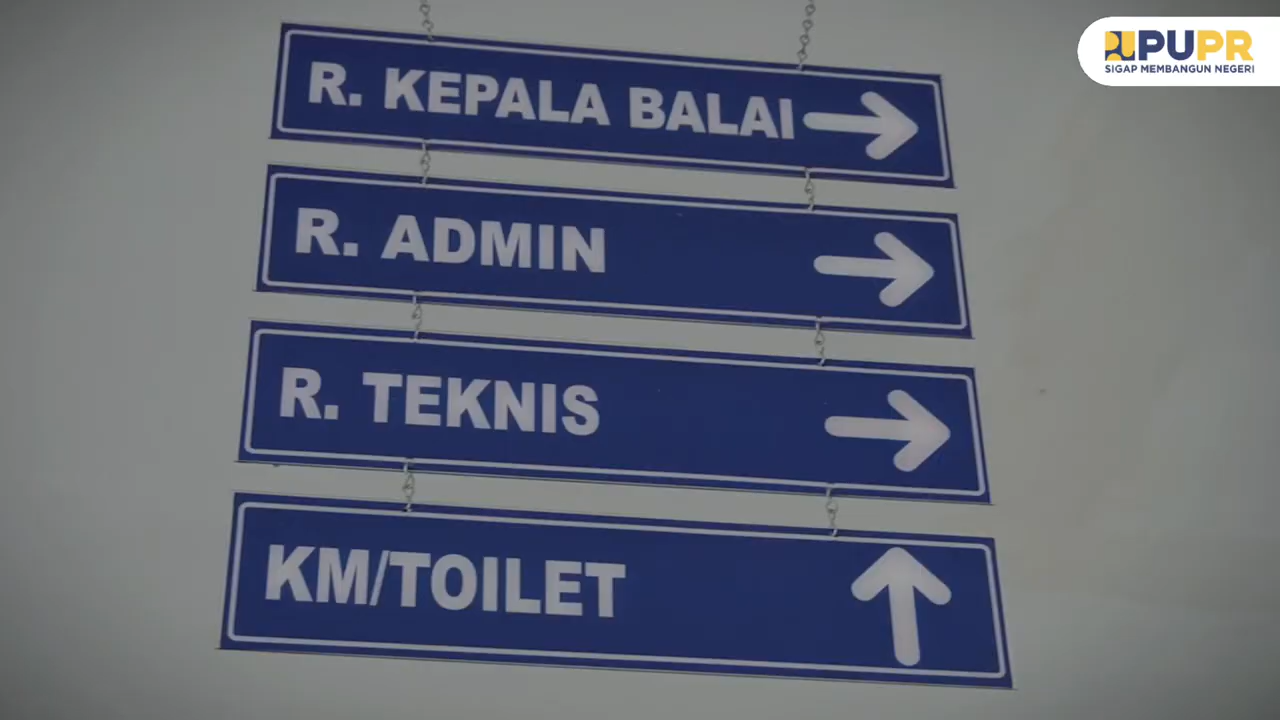 PUPR
SIGAP MEMBANGUN NEGERI
R. KEPALA BALAI
R. ADMIN
R. TEKNIS
KM/TOILET